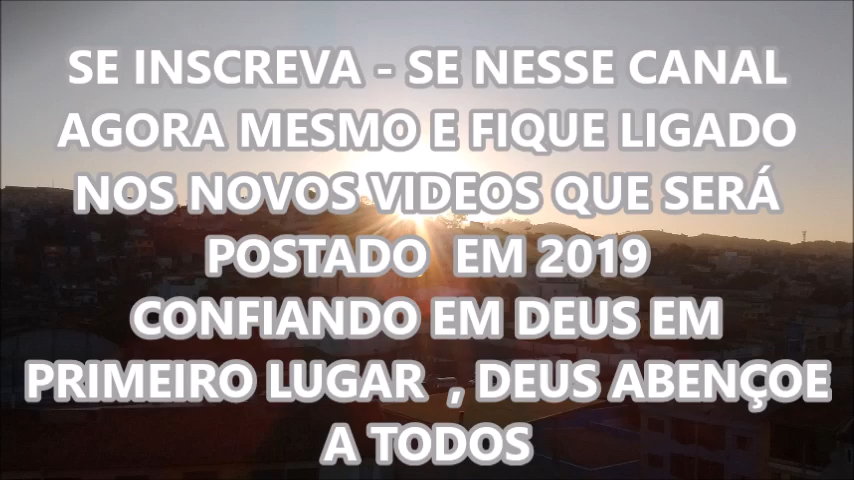 SE INSCREVA - SE NESSE CANAL
AGORA MESMO E FIQUE LIGADO
NOS NOVOS VIDEOS QUE SERÁ
POSTADO  EM 2019
CONFIANDO EM DEUS EM
PRIMEIRO LUGAR  , DEUS ABENÇOE
A TODOS